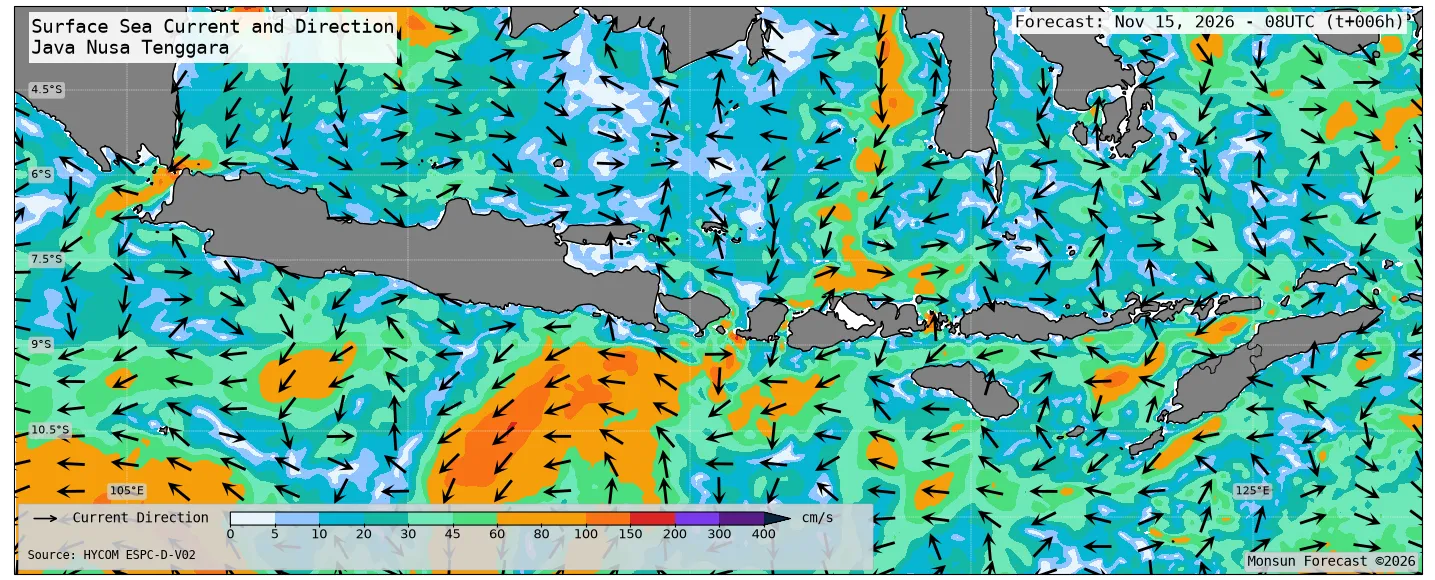 Surface Sea Current and Direction
Java Nusa Tenggara
Forecast: Nov 15, 2026 - 08UTC (t+006h)
4.5°S
6°S
7.5°S
9°S
10.5°S
105°E
125°E
Current Direction
0 5 10 20 30 45 60 80 100 150 200 300 400
cm/s
Source: HYCOM ESPC-D-V02
Monsun Forecast ©2026